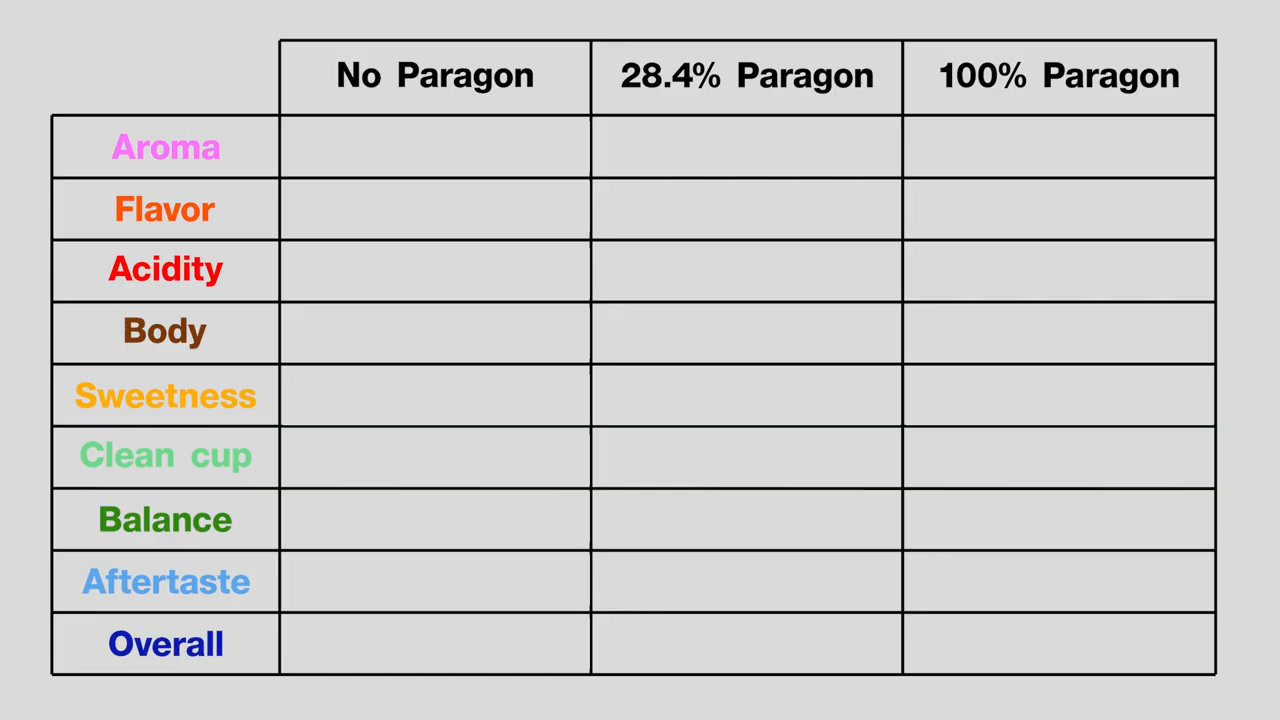 No Paragon 28.4% Paragon 100% Paragon
Aroma
Flavor
Acidity
Body
Sweetness
Clean cup
Balance
Aftertaste
Overall